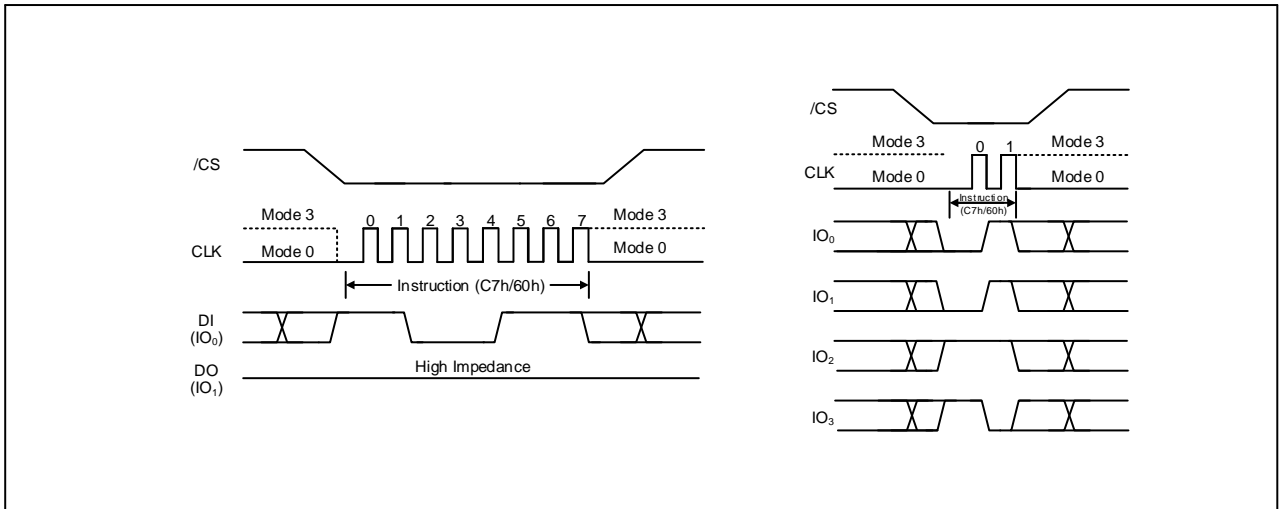 /CS
Mode 3 0 1 2 3 4 5 6 7 Mode 3
CLK Mode 0 Mode 0
Instruction (C7h/60h)
DI
(IO₀)
DO High Impedance
(IO₁)
/CS
Mode 3 0 1 Mode 3
CLK Mode 0 Mode 0
Instruction
(C7h/60h)
IO₀
IO₁
IO₂
IO₃